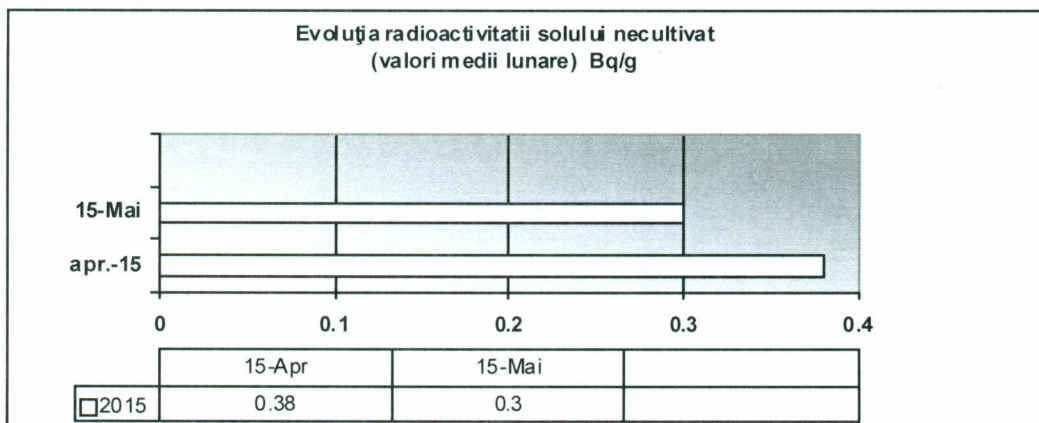 Evoluţia radioactivitatii solului necultivat
(valori medii lunare) Bq/g
15-Mai
apr.-15
0 0.1 0.2 0.3 0.4
15-Apr 15-Mai
2015 0.38 0.3